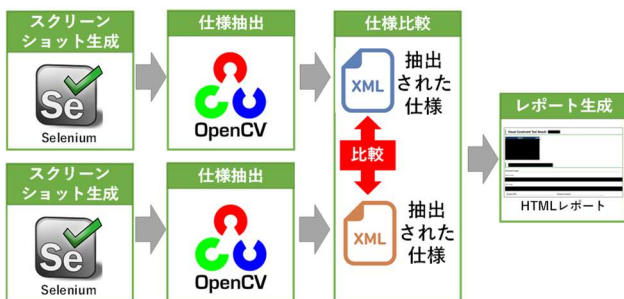 スクリーン
ショット生成
Se
Selenium
仕様抽出
OpenCV
仕様比較
XML
抽出
された
仕様
比較
スクリーン
ショット生成
Se
Selenium
仕様抽出
OpenCV
XML
抽出
された
仕様
レポート生成
HTMLレポート